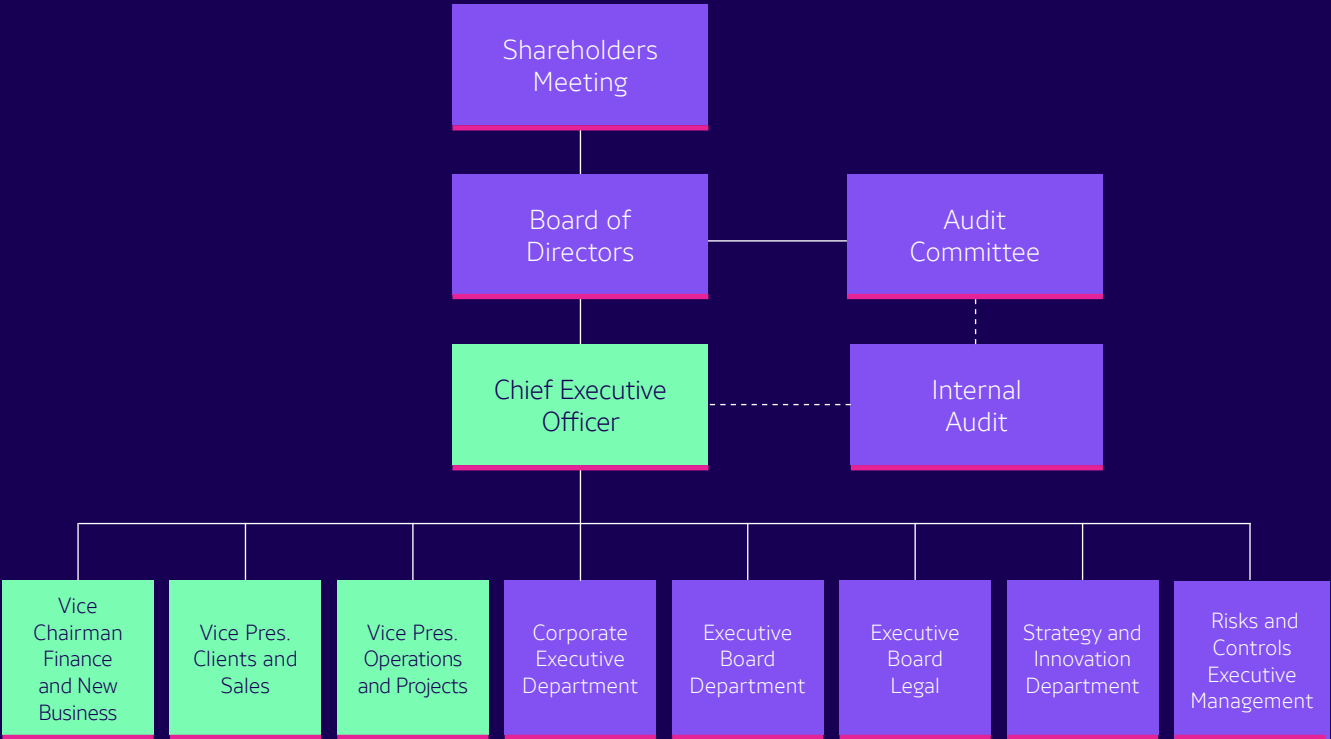 Shareholders
Meeting
Board of
Directors
Audit
Committee
Chief Executive
Officer
Internal
Audit
Vice
Chairman
Finance
and New
Business
Vice Pres.
Clients and
Sales
Vice Pres.
Operations
and Projects
Corporate
Executive
Department
Executive
Board
Department
Executive
Board
Legal
Strategy and
Innovation
Department
Risks and
Controls
Executive
Management